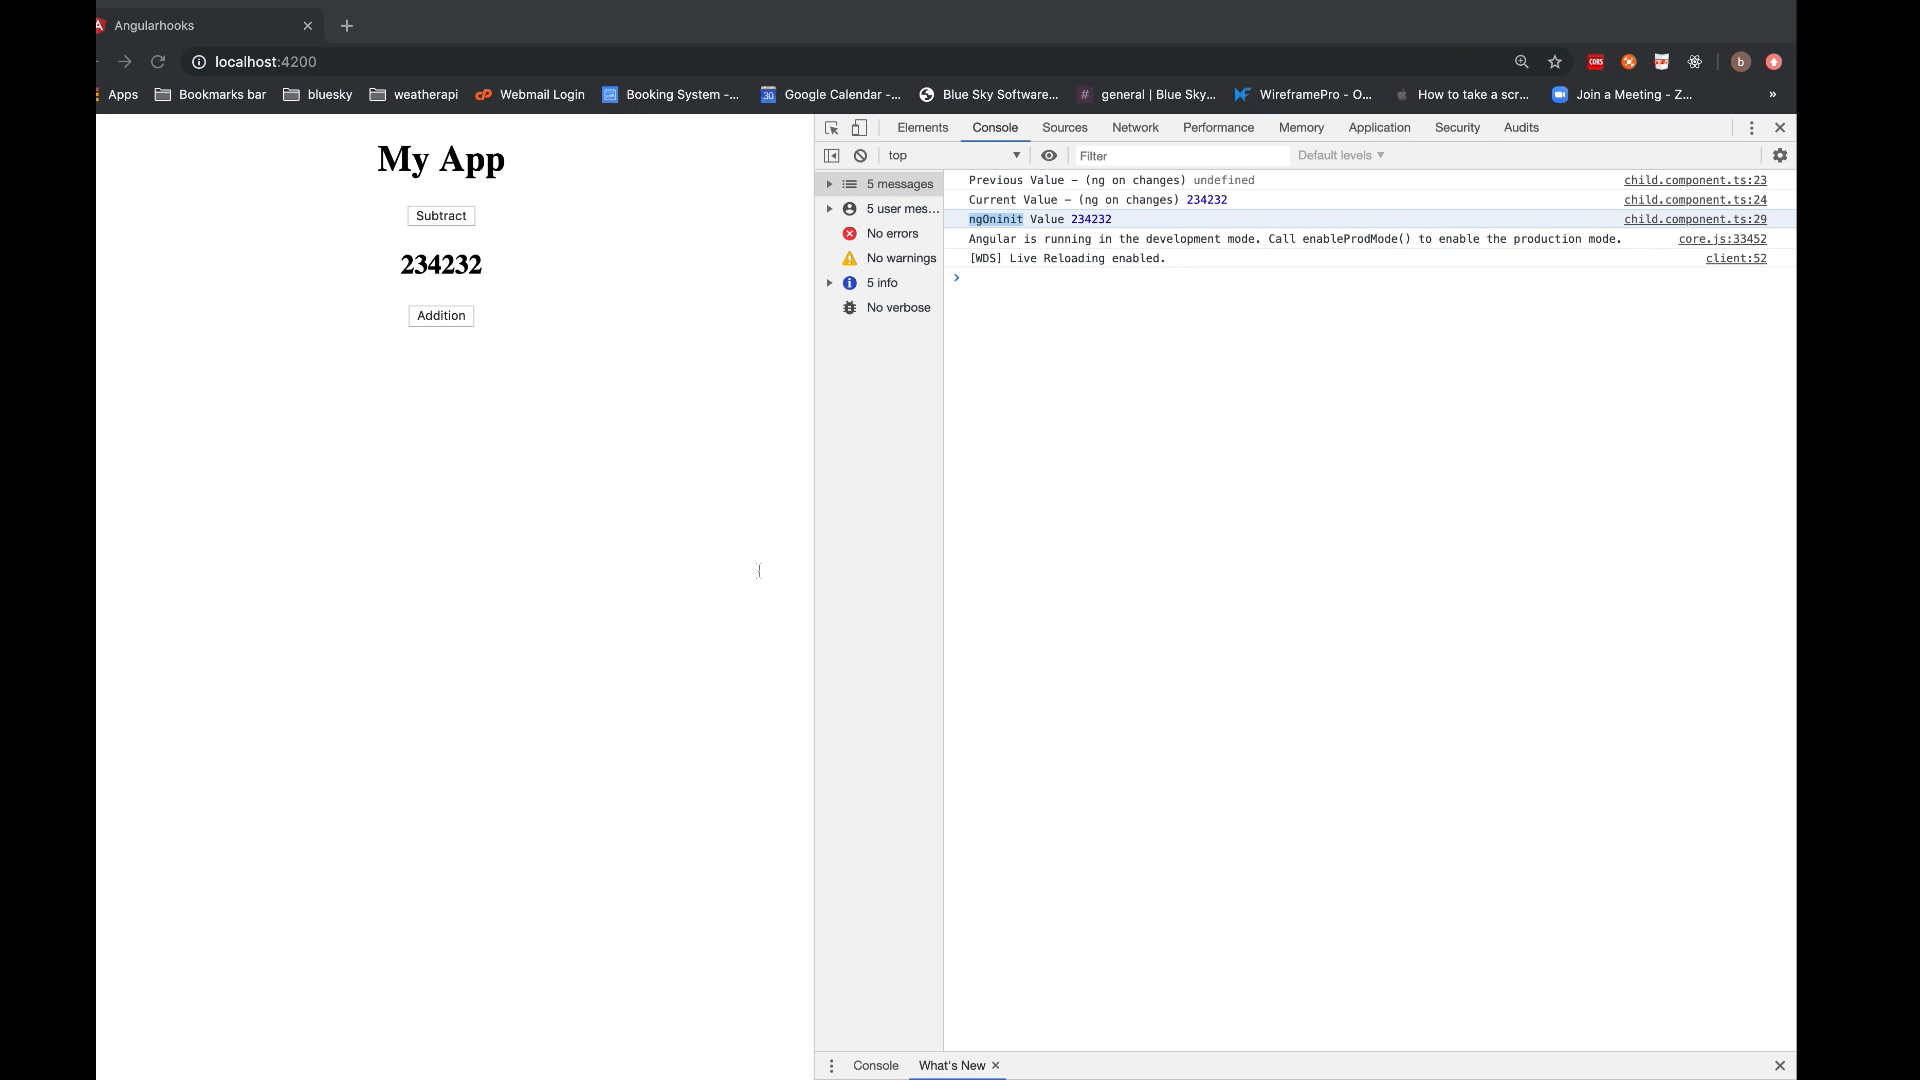 Angularhooks
localhost:4200
CORS
b
Apps Bookmarks bar bluesky weatherapi Webmail Login Booking System -... 30 Google Calendar -... Blue Sky Software... # general | Blue Sky... WireframePro - O... How to take a scr... Join a Meeting - Z... »
My App
Subtract
234232
Addition
Elements Console Sources Network Performance Memory Application Security Audits
top Filter Default levels
5 messages
5 user mes...
No errors
No warnings
5 info
No verbose
Previous Value – (ng on changes) undefined child.component.ts:23
Current Value – (ng on changes) 234232 child.component.ts:24
ngOninit Value 234232 child.component.ts:29
Angular is running in the development mode. Call enableProdMode() to enable the production mode. core.js:33452
[WDS] Live Reloading enabled. client:52
Console What's New